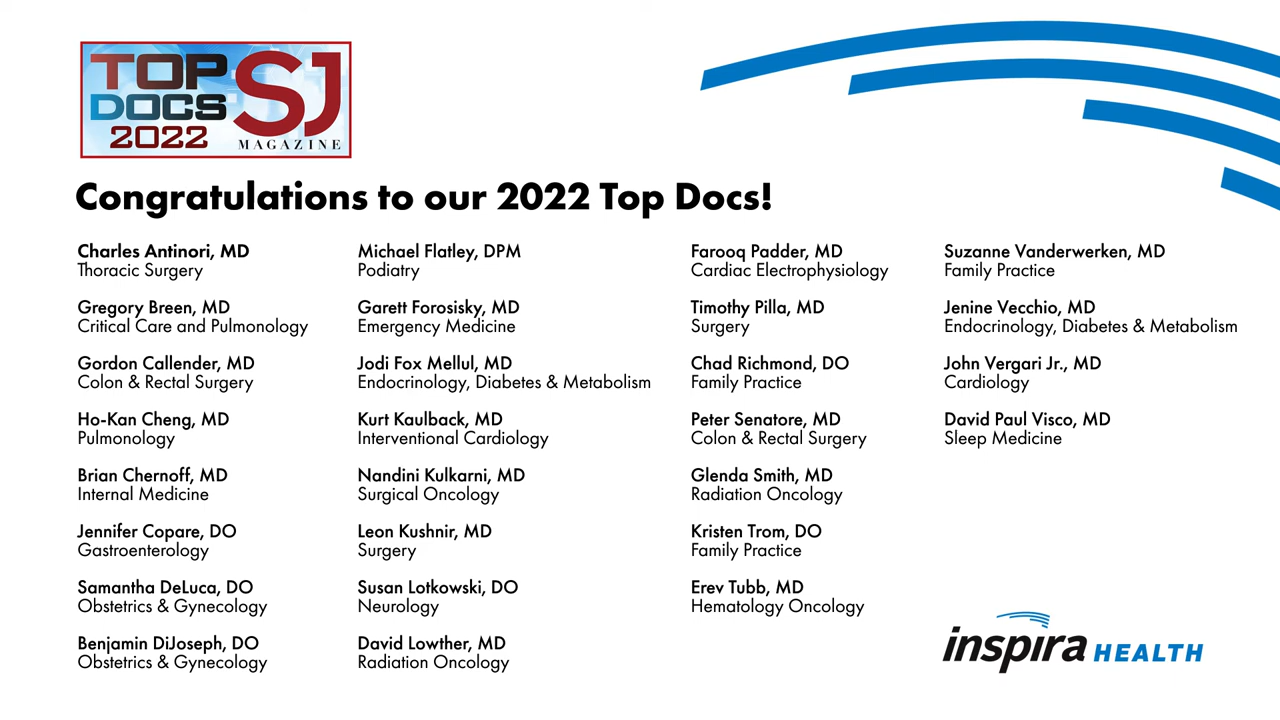 TOP
DOCS
2022
SJ
MAGAZINE
Congratulations to our 2022 Top Docs!
Charles Antinori, MD
Thoracic Surgery
Gregory Breen, MD
Critical Care and Pulmonology
Gordon Callender, MD
Colon & Rectal Surgery
Ho-Kan Cheng, MD
Pulmonology
Brian Chernoff, MD
Internal Medicine
Jennifer Copare, DO
Gastroenterology
Samantha DeLuca, DO
Obstetrics & Gynecology
Benjamin DiJoseph, DO
Obstetrics & Gynecology
Michael Flatley, DPM
Podiatry
Garett Forosisky, MD
Emergency Medicine
Jodi Fox Mellul, MD
Endocrinology, Diabetes & Metabolism
Kurt Kaulback, MD
Interventional Cardiology
Nandini Kulkarni, MD
Surgical Oncology
Leon Kushnir, MD
Surgery
Susan Lotkowski, DO
Neurology
David Lowther, MD
Radiation Oncology
Farooq Padder, MD
Cardiac Electrophysiology
Timothy Pilla, MD
Surgery
Chad Richmond, DO
Family Practice
Peter Senatore, MD
Colon & Rectal Surgery
Glenda Smith, MD
Radiation Oncology
Kristen Trom, DO
Family Practice
Erev Tubb, MD
Hematology Oncology
Suzanne Vanderwerken, MD
Family Practice
Jenine Vecchio, MD
Endocrinology, Diabetes & Metabolism
John Vergari Jr., MD
Cardiology
David Paul Visco, MD
Sleep Medicine
inspira HEALTH